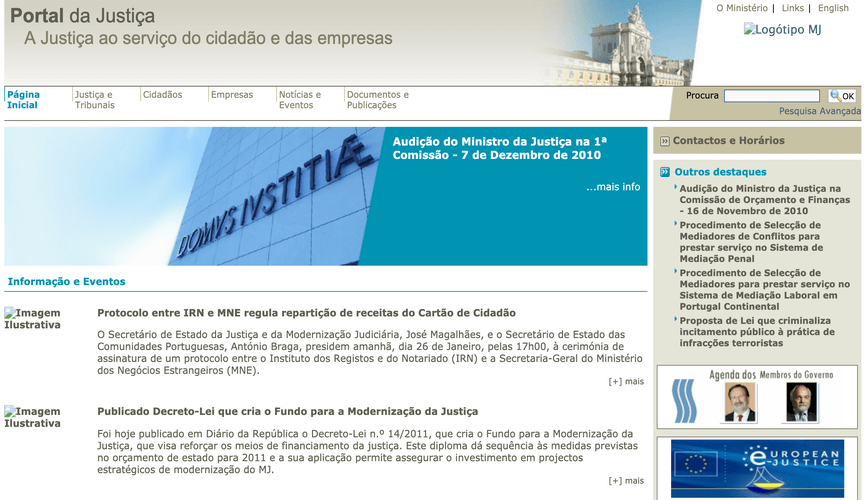 Portal da Justiça
A Justiça ao serviço do cidadão e das empresas
O Ministério | Links | English
Logótipo MJ
Página
Inicial
Justiça e
Tribunais
Cidadãos
Empresas
Notícias e
Eventos
Documentos e
Publicações
Procura
OK
Pesquisa Avançada
DOMVS IVSTITIÆ
Audição do Ministro da Justiça na 1ª
Comissão - 7 de Dezembro de 2010
...mais info
Informação e Eventos
Imagem
Ilustrativa
Protocolo entre IRN e MNE regula repartição de receitas do Cartão de Cidadão
O Secretário de Estado da Justiça e da Modernização Judiciária, José Magalhães, e o Secretário de Estado das
Comunidades Portuguesas, António Braga, presidem amanhã, dia 26 de Janeiro, pelas 17h00, à cerimónia de
assinatura de um protocolo entre o Instituto dos Registos e do Notariado (IRN) e a Secretaria-Geral do Ministério
dos Negócios Estrangeiros (MNE).
[+] mais
Imagem
Ilustrativa
Publicado Decreto-Lei que cria o Fundo para a Modernização da Justiça
Foi hoje publicado em Diário da República o Decreto-Lei n.º 14/2011, que cria o Fundo para a Modernização da
Justiça, que visa reforçar os meios de financiamento da justiça. Este diploma dá sequência às medidas previstas
no orçamento de estado para 2011 e a sua aplicação permite assegurar o investimento em projectos
estratégicos de modernização do MJ.
[+] mais
Contactos e Horários
Outros destaques
Audição do Ministro da Justiça na
Comissão de Orçamento e Finanças
- 16 de Novembro de 2010
Procedimento de Selecção de
Mediadores de Conflitos para
prestar serviço no Sistema de
Mediação Penal
Procedimento de Selecção de
Mediadores para prestar serviço no
Sistema de Mediação Laboral em
Portugal Continental
Proposta de Lei que criminaliza
incitamento público à prática de
infracções terroristas
Agenda dos Membros do Governo
EUROPEAN
e-JUSTICE